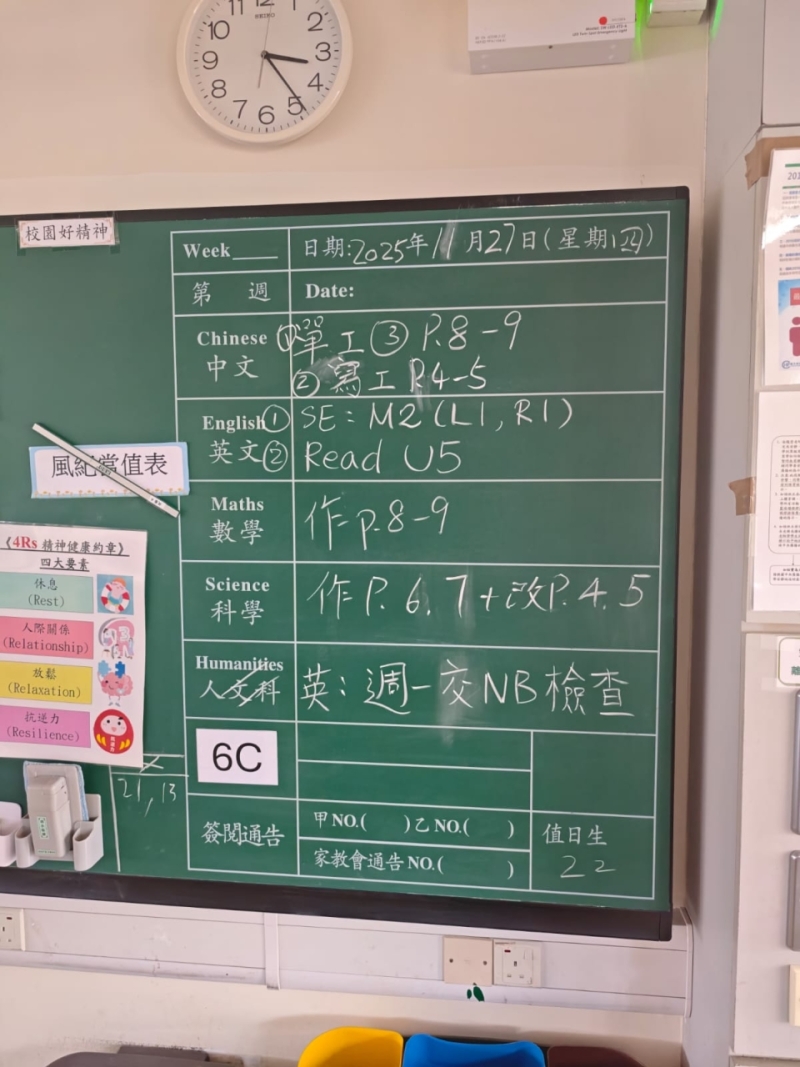 11 10 1 2 3 4 5 6 7 8 9
SEIKO
校園好精神
Week____ 日期:2025年11月27日(星期四)
第 週 Date:
Chinese 中文
① 單工③ P.8-9
② 寫工 P.4-5
English 英文
① SE: M2 (L1, R1)
② Read U5
Maths 數學
作 p.8-9
Science 科學
作 P. 6. 7 + 改P. 4. 5
Humanities 人文科
英: 週一交NB檢查
6C
簽閱通告
甲NO.( )乙NO.( )
家教會通告NO.( )
值日生
22
風紀當值表
《4Rs 精神健康約章》
四大要素
休息
(Rest)
人際關係
(Relationship)
放鬆
(Relaxation)
抗逆力
(Resilience)
21, 13